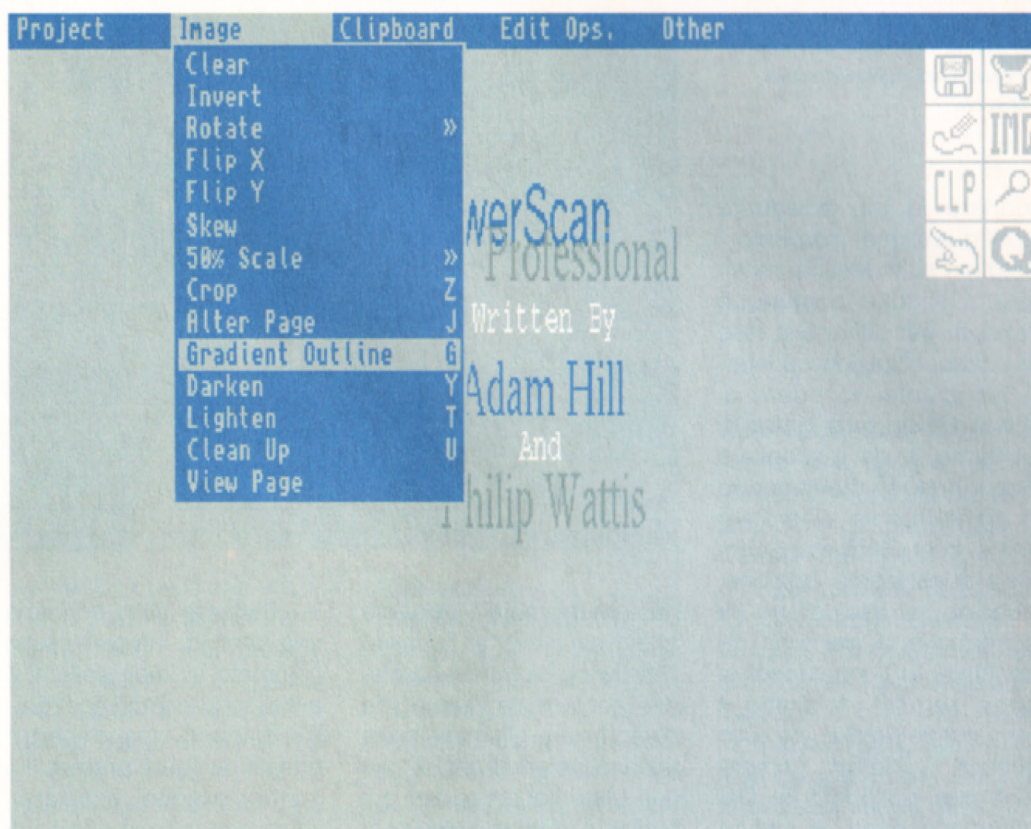 Project Image Clipboard Edit Ops. Other
Clear
Invert
Rotate »
Flip X
Flip Y
Skew
50% Scale »
Crop Z
Alter Page J
Gradient Outline G
Darken Y
Lighten T
Clean Up U
View Page
werScan
Professional
Written By
Adam Hill
And
Philip Wattis
IMG
CLP
Q